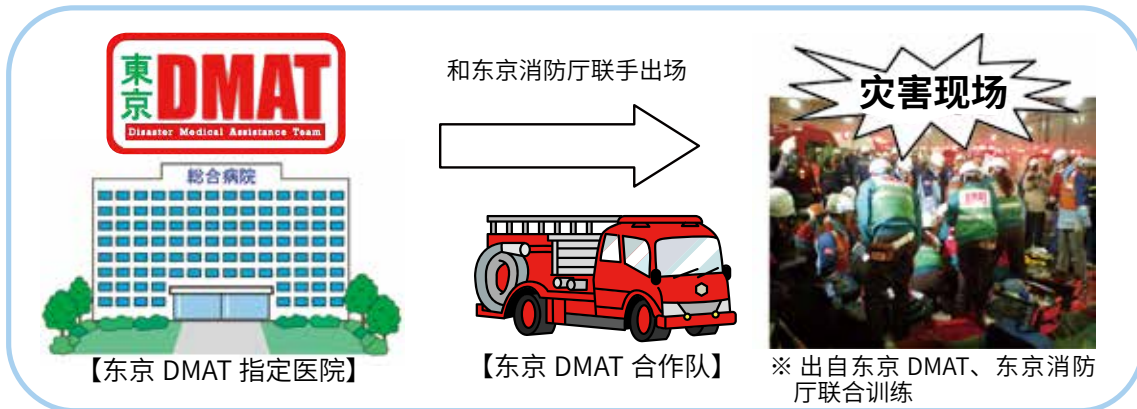 東京DMAT
Disaster Medical Assistance Team
総合病院
【东京 DMAT 指定医院】
和东京消防厅联手出场
【东京 DMAT 合作队】
灾害现场
※ 出自东京 DMAT、东京消防
厅联合训练